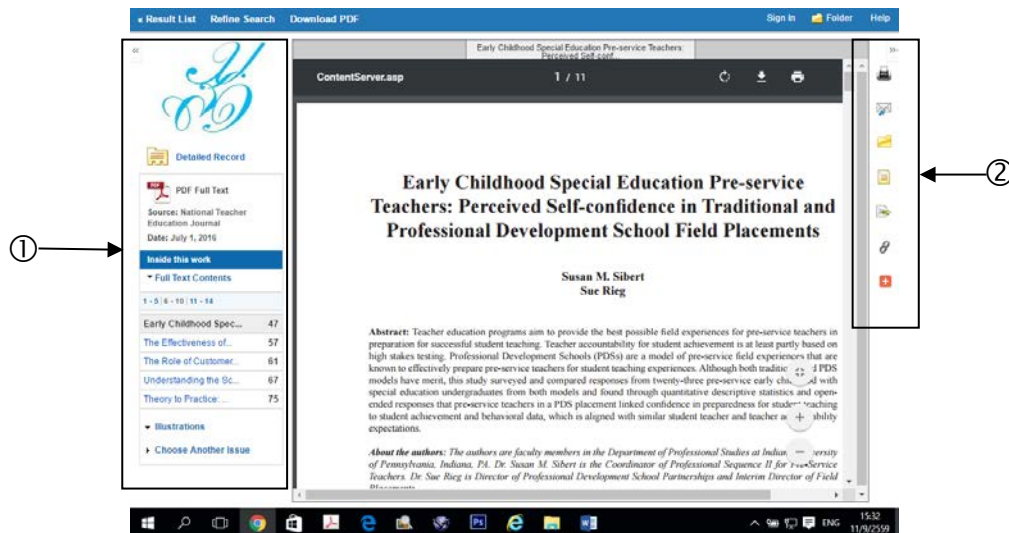 « Result List Refine Search Download PDF Sign In Folder Help
Early Childhood Special Education Pre-service Teachers:
Perceived Self-conf...
ContentServer.asp 1 / 11
Detailed Record
PDF Full Text
Source: National Teacher
Education Journal
Date: July 1, 2016
Inside this work
Full Text Contents
1 - 5 | 6 - 10 | 11 - 14
Early Childhood Spec... 47
The Effectiveness of... 57
The Role of Customer... 61
Understanding the Sc... 67
Theory to Practice: ... 75
Illustrations
Choose Another Issue
①
Early Childhood Special Education Pre-service
Teachers: Perceived Self-confidence in Traditional and
Professional Development School Field Placements
Susan M. Sibert
Sue Rieg
Abstract: Teacher education programs aim to provide the best possible field experiences for pre-service teachers in
preparation for successful student teaching. Teacher accountability for student achievement is at least partly based on
high stakes testing. Professional Development Schools (PDSs) are a model of pre-service field experiences that are
known to effectively prepare pre-service teachers for student teaching experiences. Although both PDS
models have merit, this study surveyed and compared responses from twenty-three pre-service early with
special education undergraduates from both models and found through quantitative descriptive statistics and open-
ended responses that pre-service teachers in a PDS placement linked confidence in preparedness for student teaching
to student achievement and behavioral data, which is aligned with similar student teacher and teacher
expectations.
About the authors: The authors are faculty members in the Department of Professional Studies at
of Pennsylvania, Indiana, PA. Dr. Susan M. Sibert is the Coordinator of Professional Sequence II for Pre-Service
Teachers. Dr. Sue Rieg is Director of Professional Development School Partnerships and Interim Director of Field
②
PDF
Ps
ENG
15:32
11/9/2559